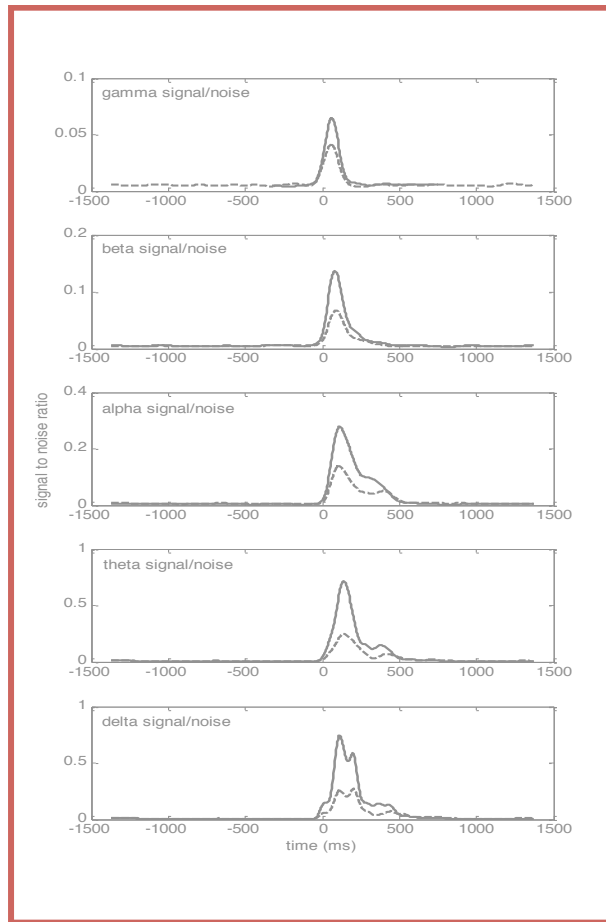 0.1
gamma signal/noise
0.05
0
-1500 -1000 -500 0 500 1000 1500
0.2
beta signal/noise
0.1
0
-1500 -1000 -500 0 500 1000 1500
0.4
alpha signal/noise
0.2
0
-1500 -1000 -500 0 500 1000 1500
signal to noise ratio
1
theta signal/noise
0.5
0
-1500 -1000 -500 0 500 1000 1500
1
delta signal/noise
0.5
0
-1500 -1000 -500 0 500 1000 1500
time (ms)